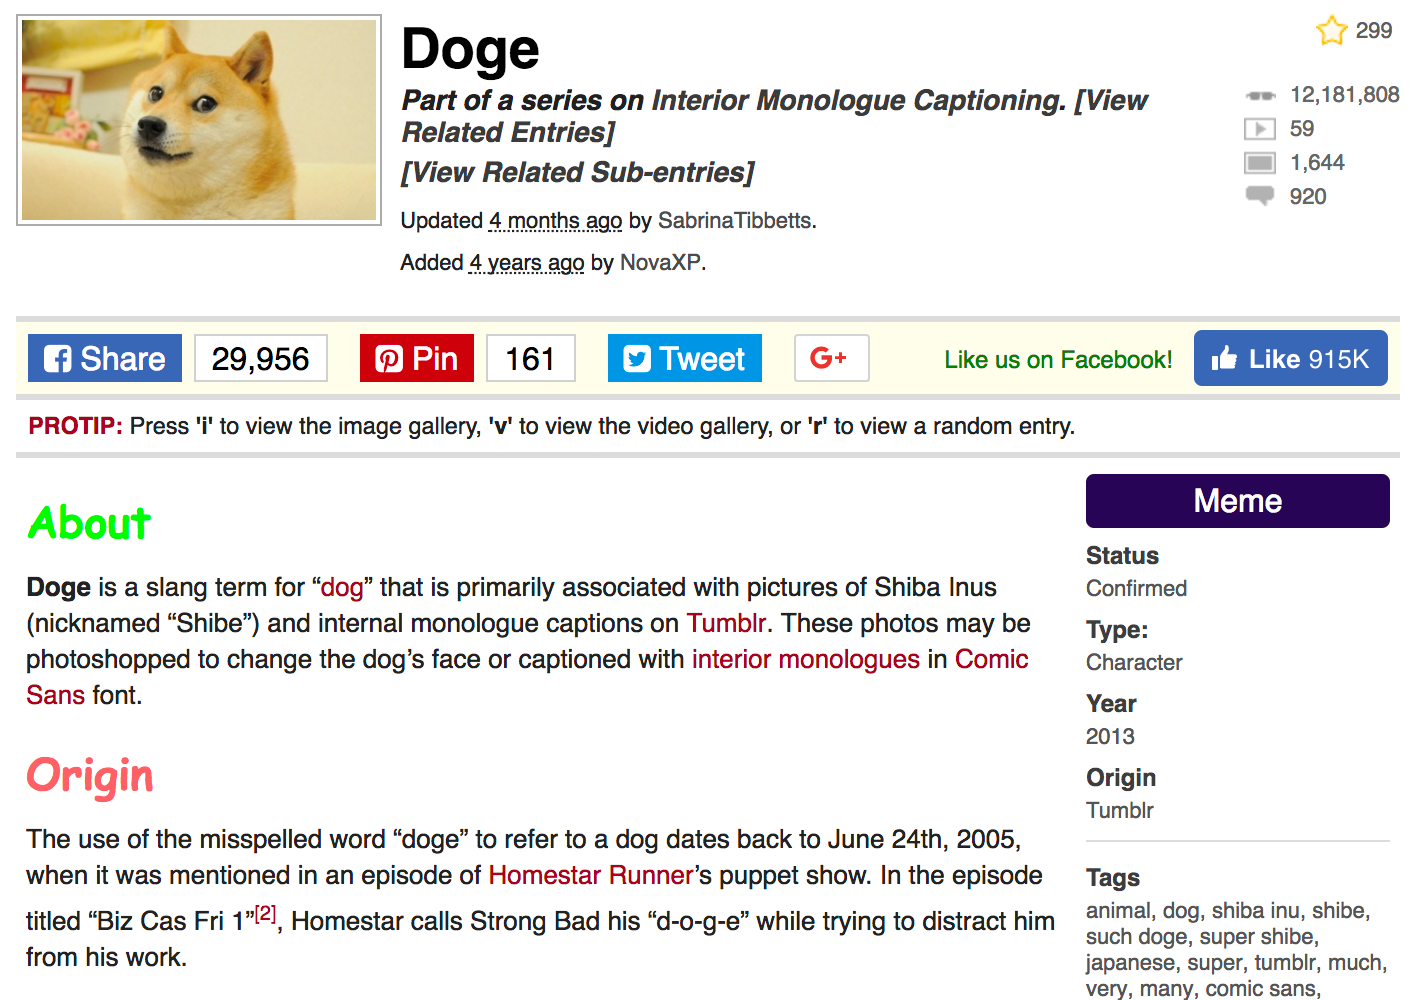 Doge
299
Part of a series on Interior Monologue Captioning. [View
Related Entries]
[View Related Sub-entries]
12,181,808
59
1,644
920
Updated 4 months ago by SabrinaTibbetts.
Added 4 years ago by NovaXP.
Share 29,956 Pin 161 Tweet G+ Like us on Facebook! Like 915K
PROTIP: Press 'i' to view the image gallery, 'v' to view the video gallery, or 'r' to view a random entry.
About
Doge is a slang term for “dog” that is primarily associated with pictures of Shiba Inus
(nicknamed “Shibe”) and internal monologue captions on Tumblr. These photos may be
photoshopped to change the dog’s face or captioned with interior monologues in Comic
Sans font.
Origin
The use of the misspelled word “doge” to refer to a dog dates back to June 24th, 2005,
when it was mentioned in an episode of Homestar Runner’s puppet show. In the episode
titled “Biz Cas Fri 1”[2], Homestar calls Strong Bad his “d-o-g-e” while trying to distract him
from his work.
Meme
Status
Confirmed
Type:
Character
Year
2013
Origin
Tumblr
Tags
animal, dog, shiba inu, shibe,
such doge, super shibe,
japanese, super, tumblr, much,
very, many, comic sans,